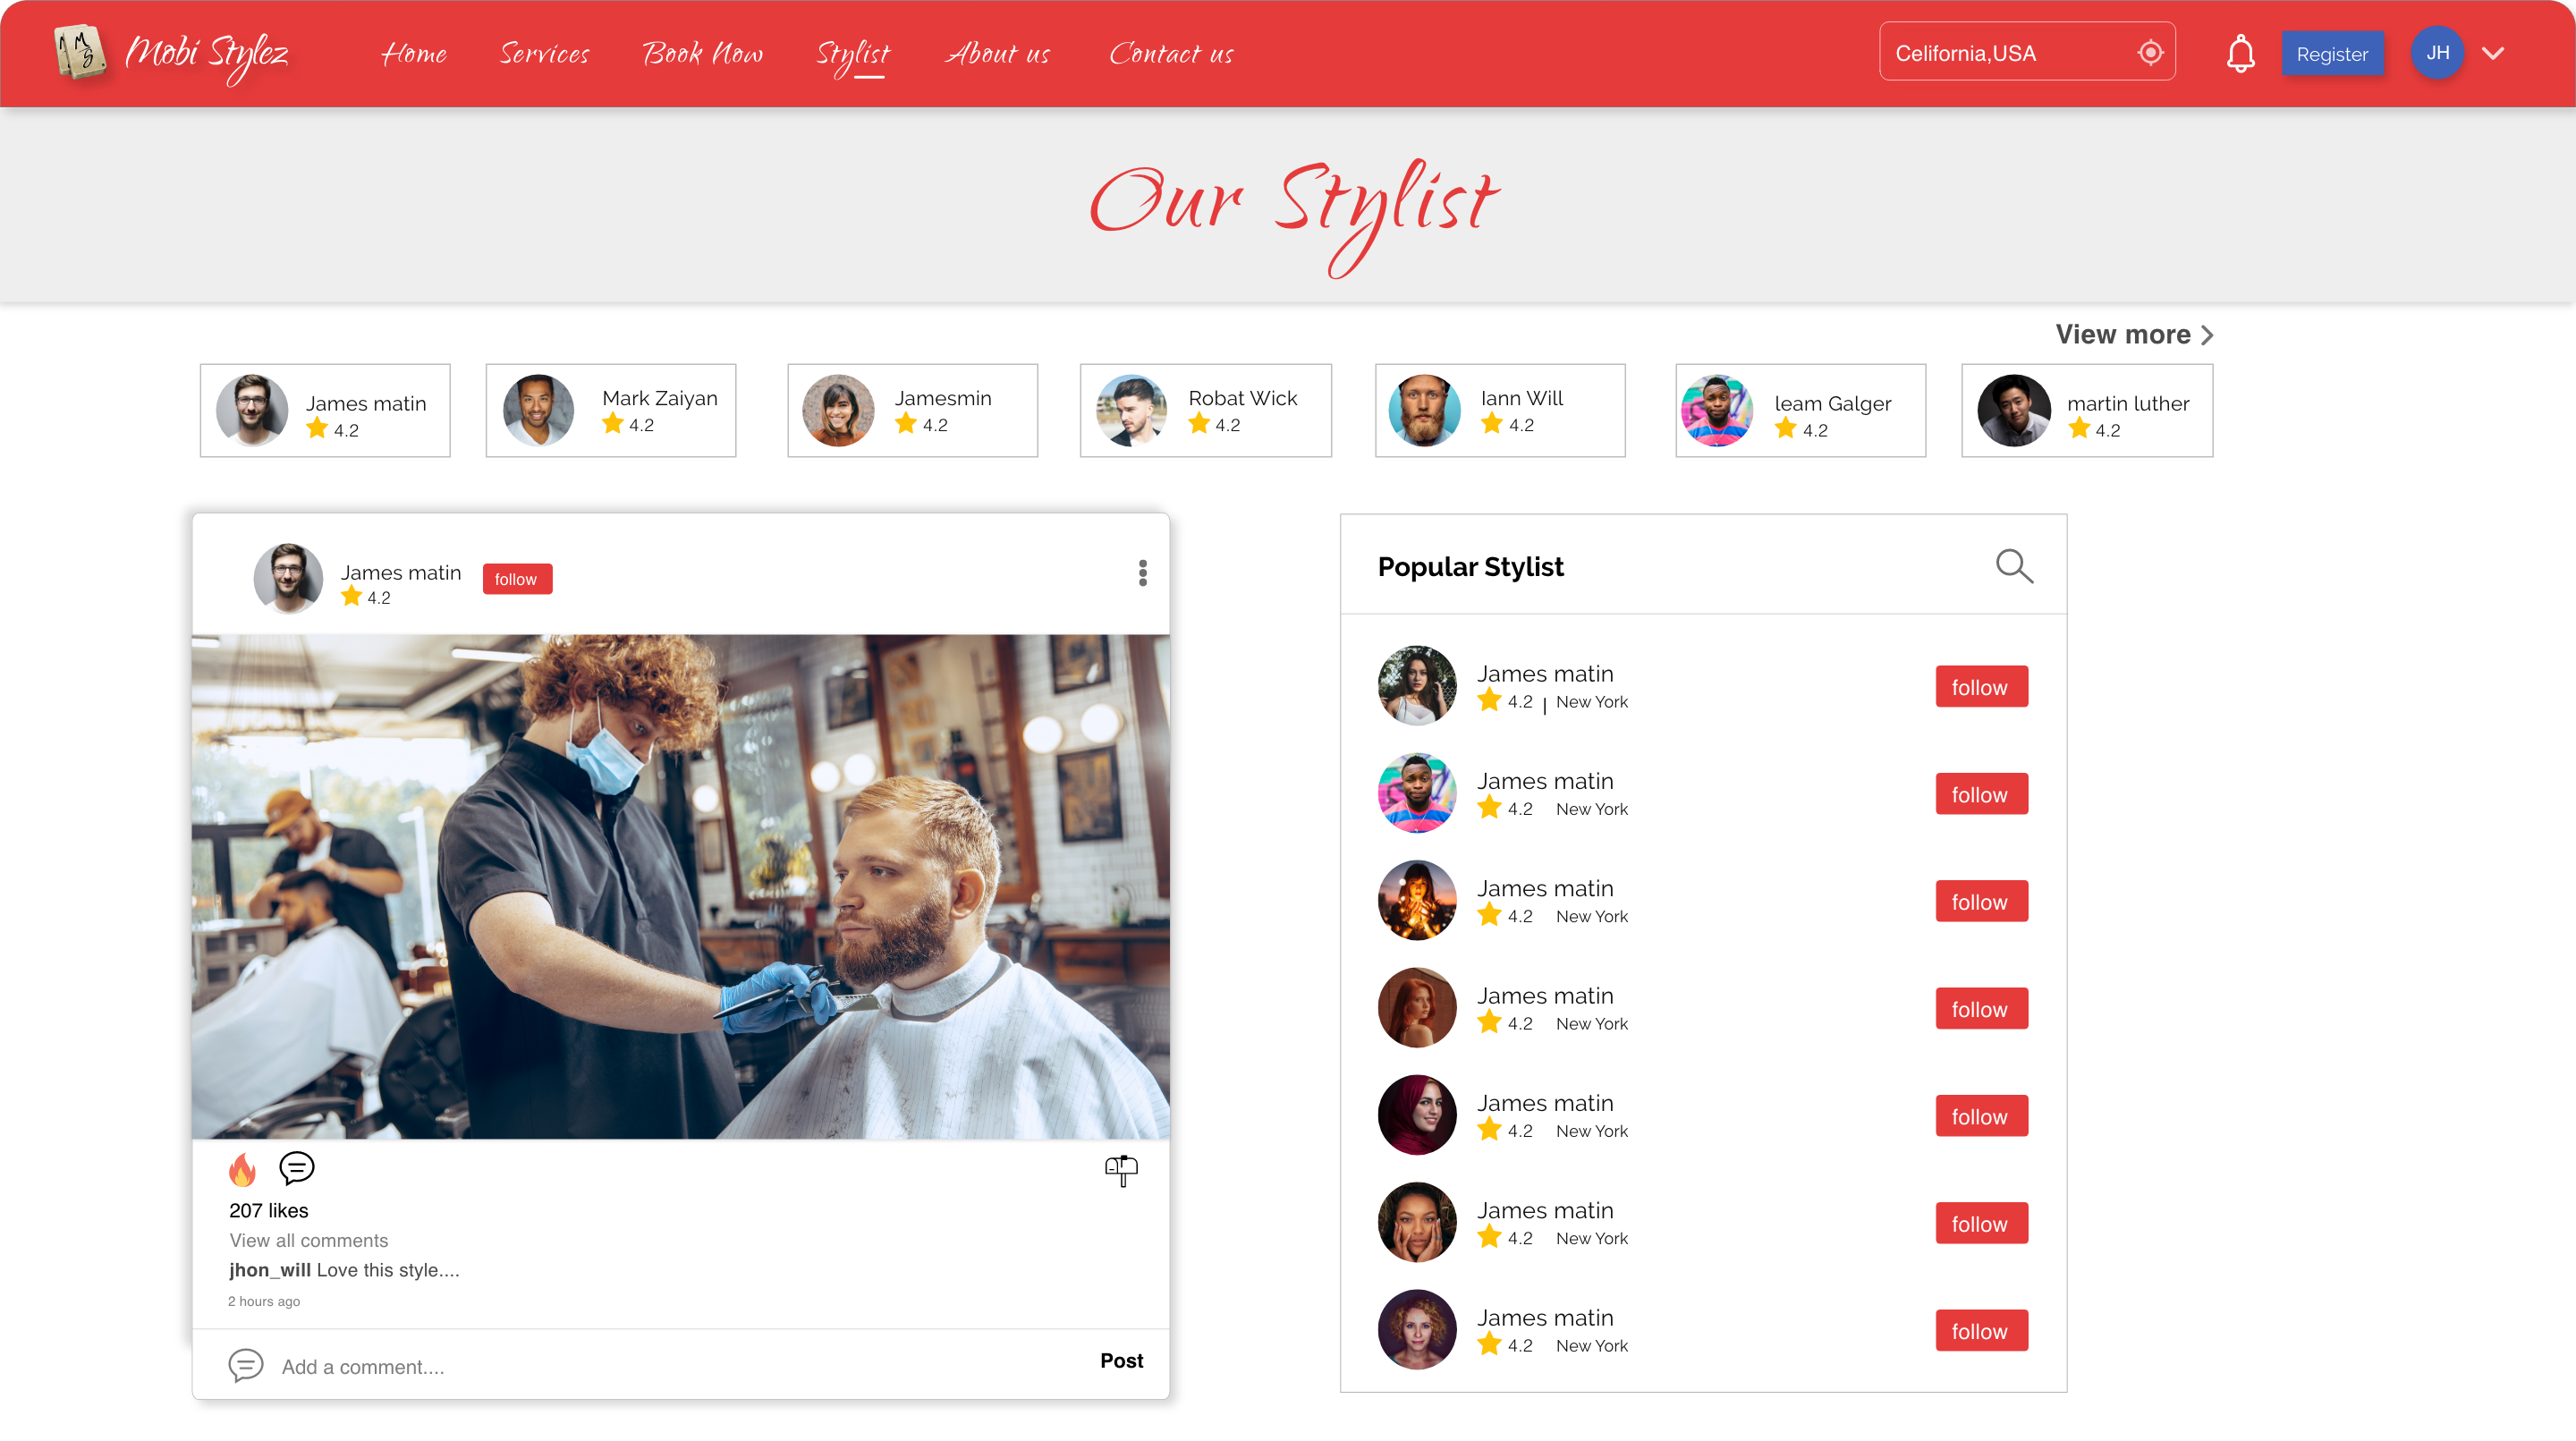 Mobi Stylez
Home Services Book Now Stylist About us Contact us
Celifornia,USA
Register
JH
Our Stylist
View more
James matin
4.2
Mark Zaiyan
4.2
Jamesmin
4.2
Robat Wick
4.2
Iann Will
4.2
leam Galger
4.2
martin luther
4.2
James matin
4.2
follow
207 likes
View all comments
jhon_will Love this style....
2 hours ago
Add a comment....
Post
Popular Stylist
James matin
4.2 | New York
follow
James matin
4.2 New York
follow
James matin
4.2 New York
follow
James matin
4.2 New York
follow
James matin
4.2 New York
follow
James matin
4.2 New York
follow
James matin
4.2 New York
follow